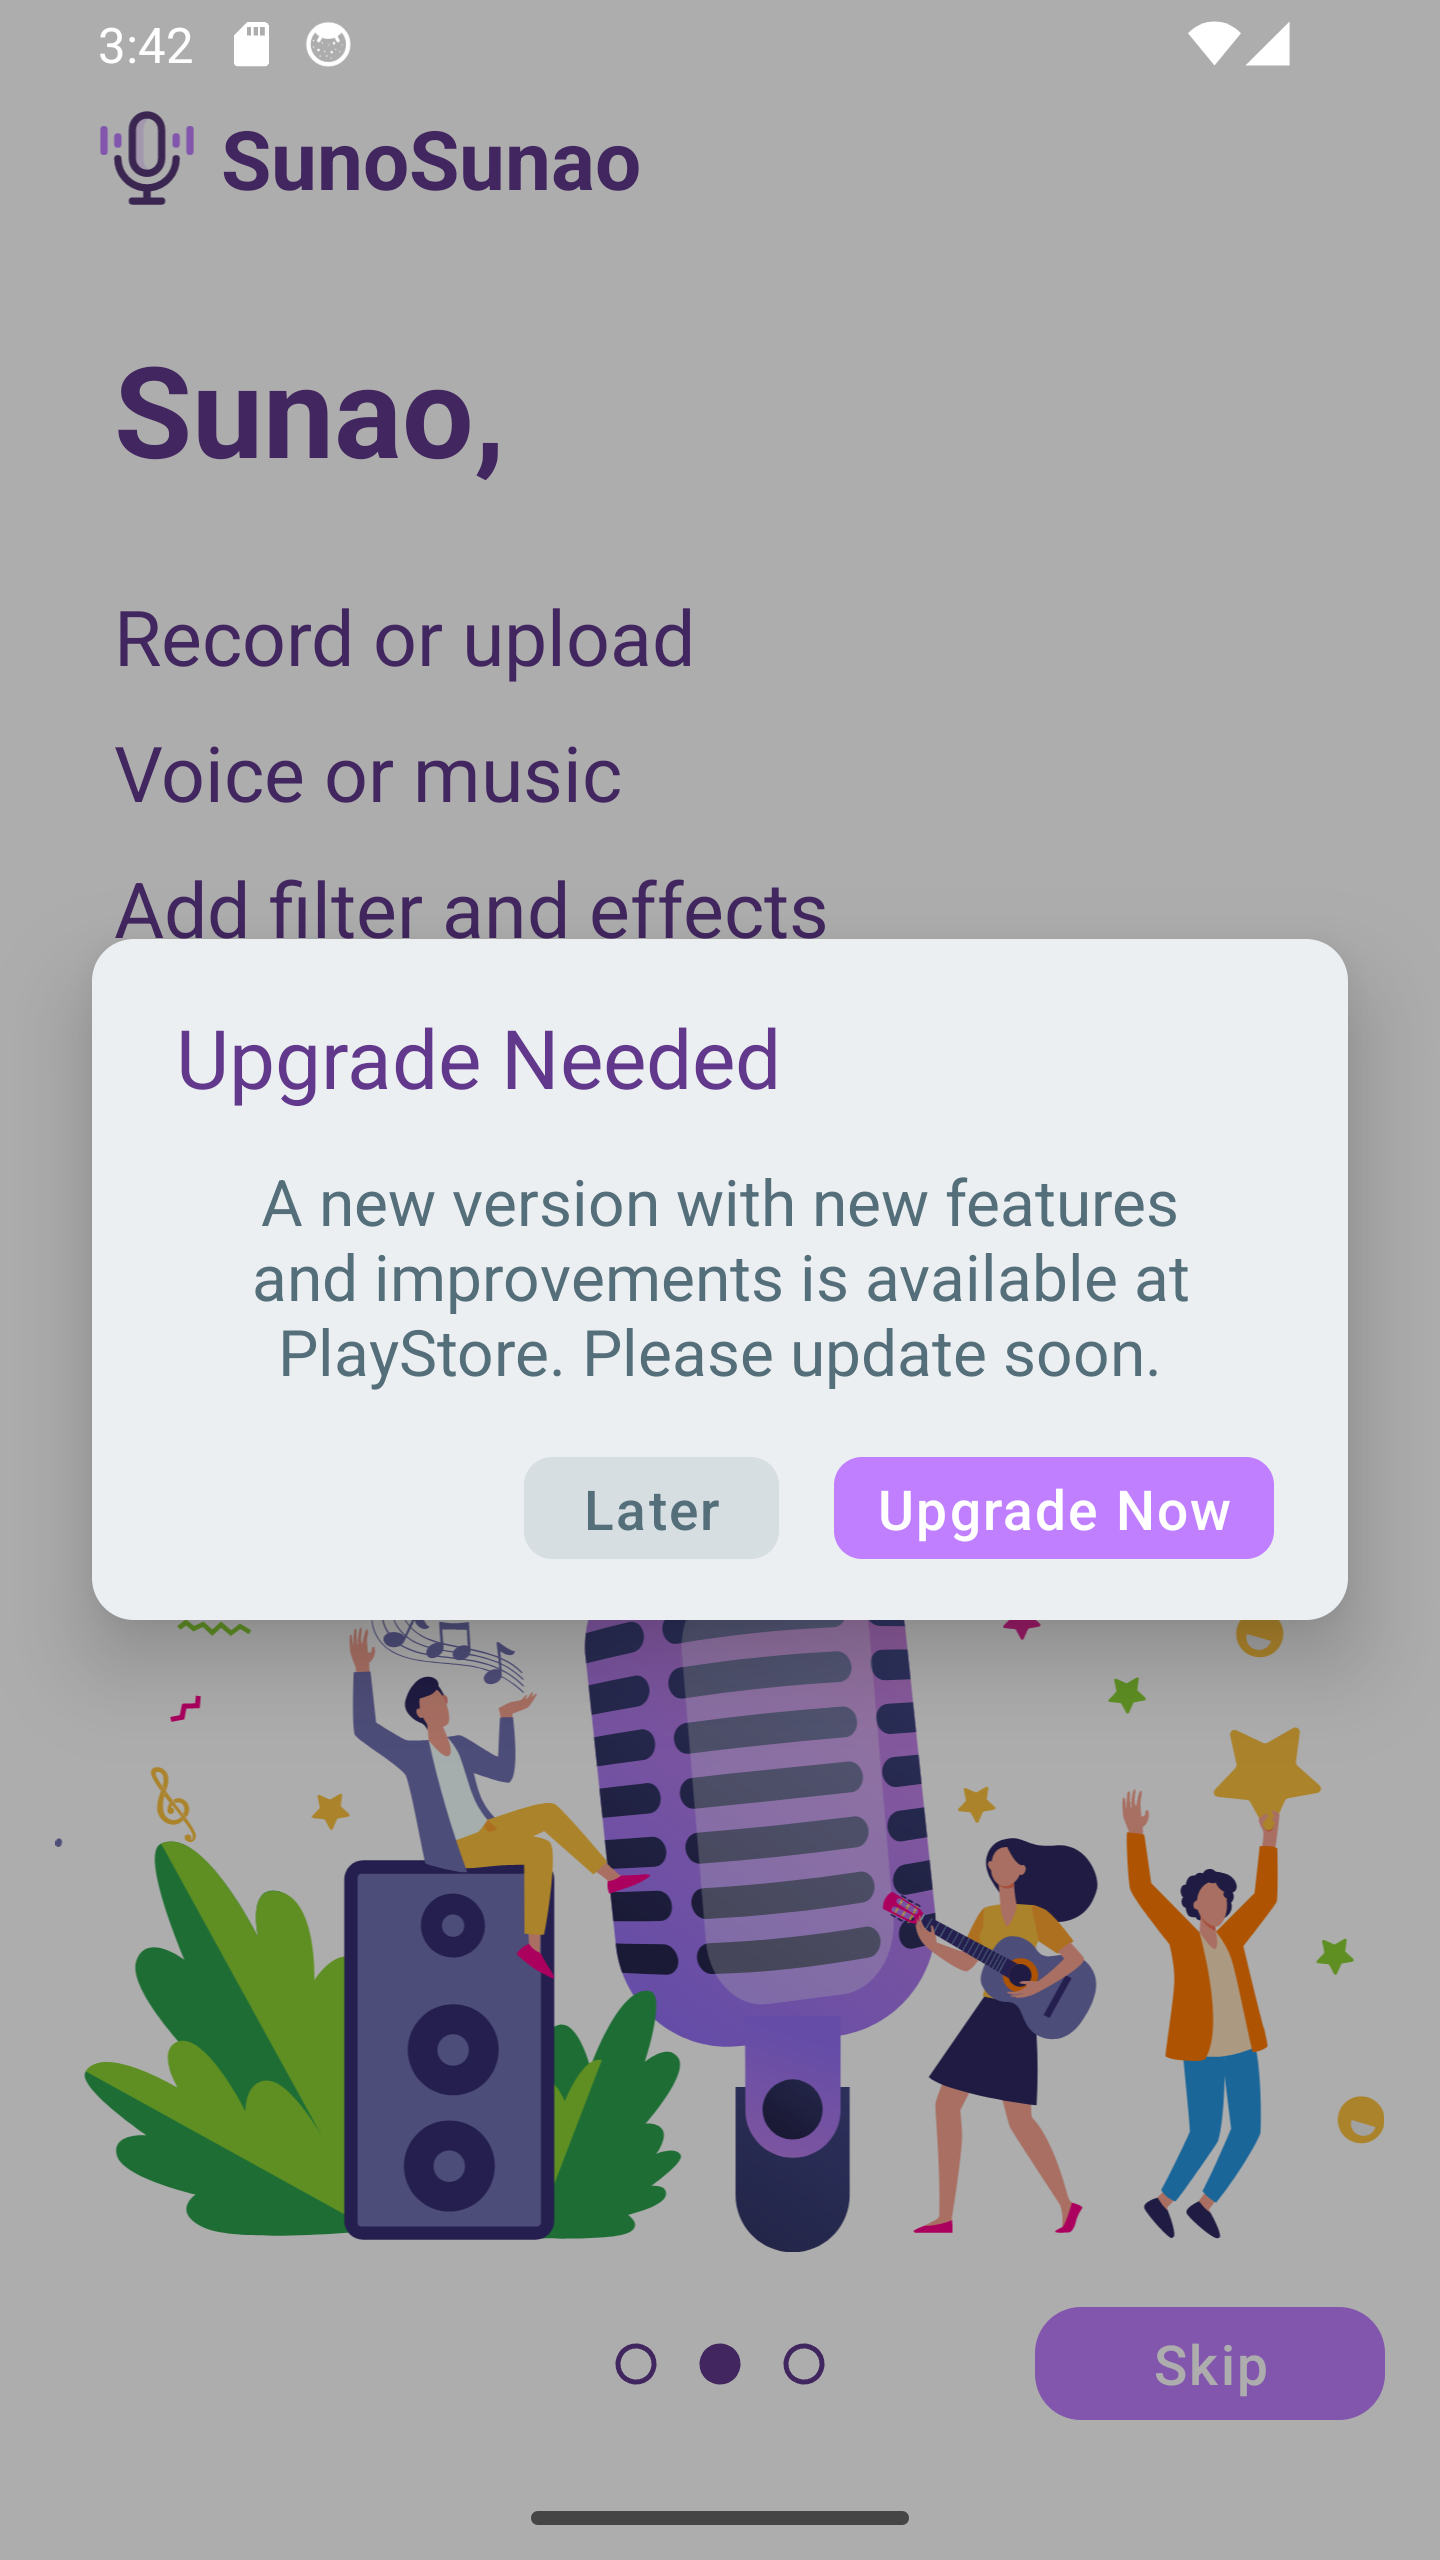 3:42
SunoSunao
Sunao,
Record or upload
Voice or music
Add filter and effects
Upgrade Needed
A new version with new features
and improvements is available at
PlayStore. Please update soon.
Later
Upgrade Now
Skip